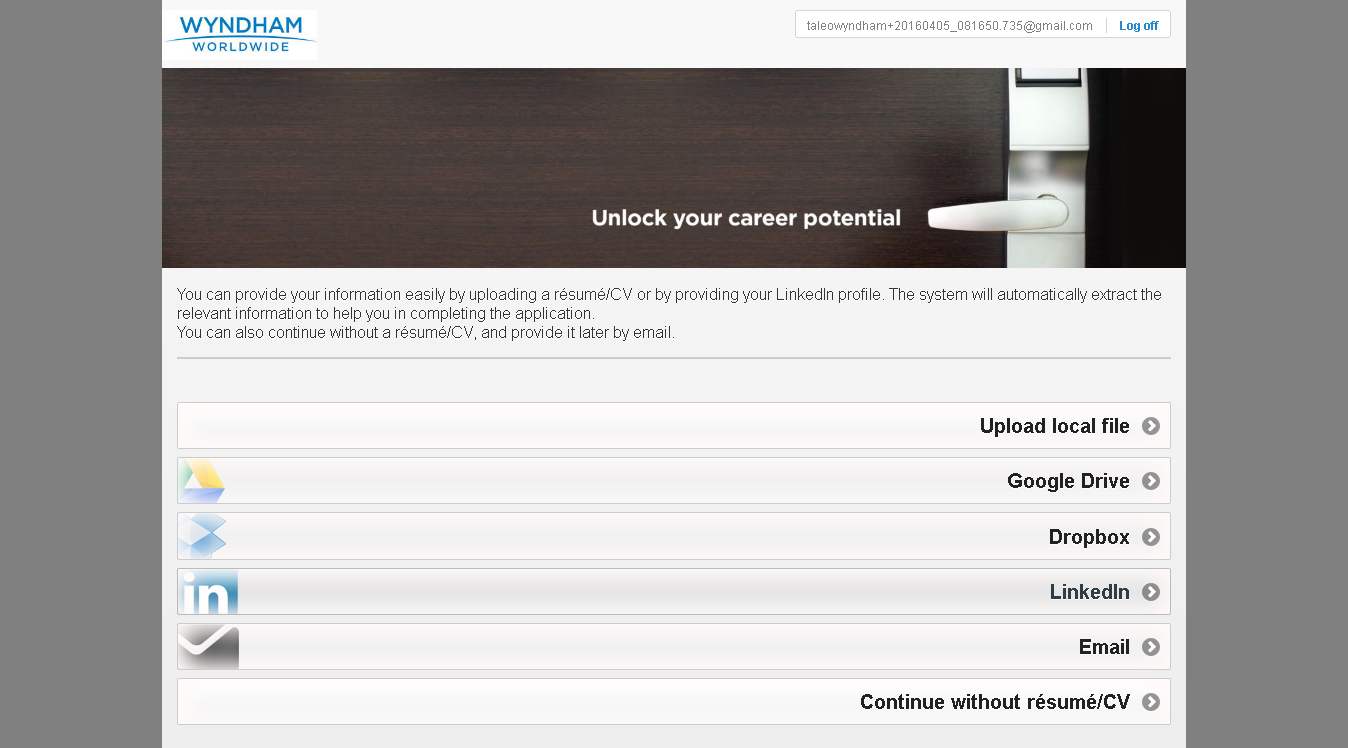 WYNDHAM
WORLDWIDE
taleowyndham+20160405_081650.735@gmail.com
Log off
Unlock your career potential
You can provide your information easily by uploading a résumé/CV or by providing your LinkedIn profile. The system will automatically extract the
relevant information to help you in completing the application.
You can also continue without a résumé/CV, and provide it later by email.
Upload local file
Google Drive
Dropbox
in
LinkedIn
Email
Continue without résumé/CV